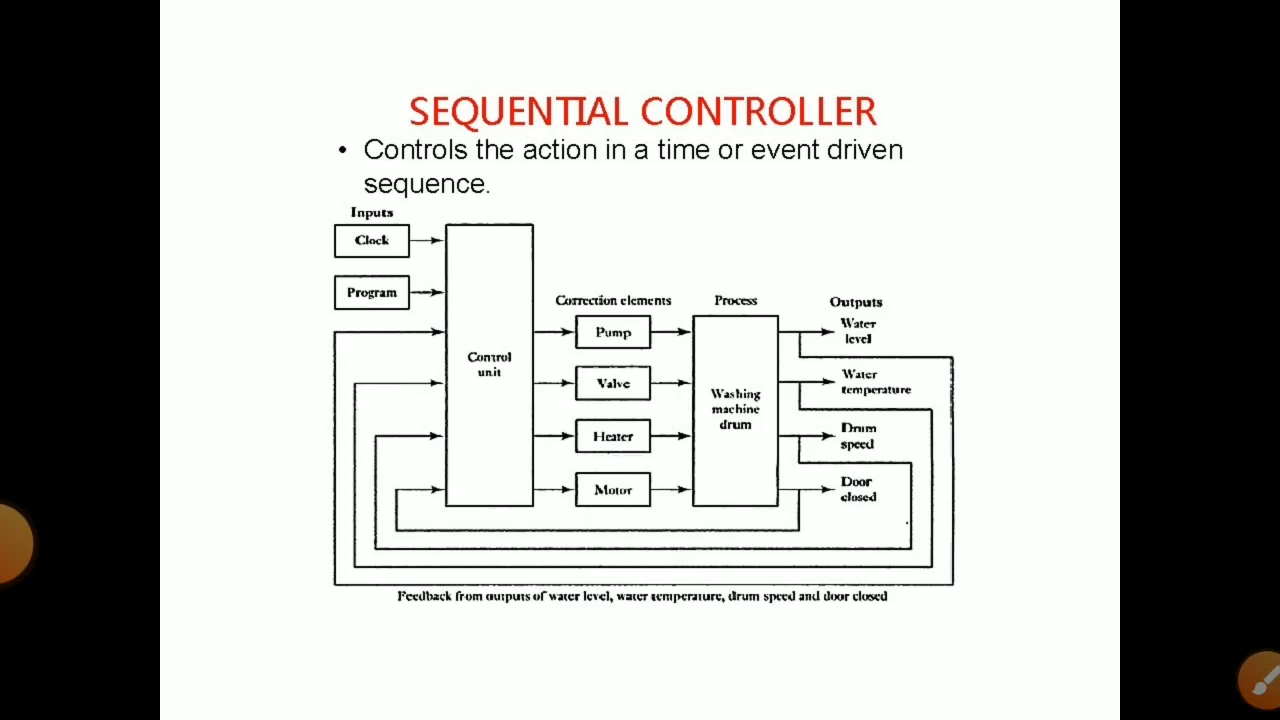 SEQUENTIAL CONTROLLER
• Controls the action in a time or event driven
sequence.
Inputs
Clock
Program
Control
unit
Correction elements
Pump
Valve
Heater
Motor
Process
Washing
machine
drum
Outputs
Water
level
Water
temperature
Drum
speed
Door
closed
Feedback from outputs of water level, water temperature, drum speed and door closed